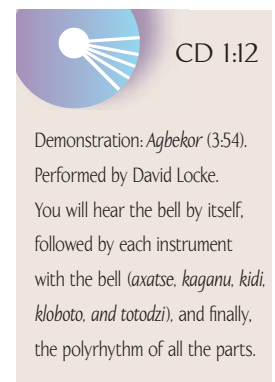 CD 1:12
Demonstration: Agbekor (3:54).
Performed by David Locke.
You will hear the bell by itself,
followed by each instrument
with the bell (axatse, kaganu, kidi,
kloboto, and totodzi), and finally,
the polyrhythm of all the parts.